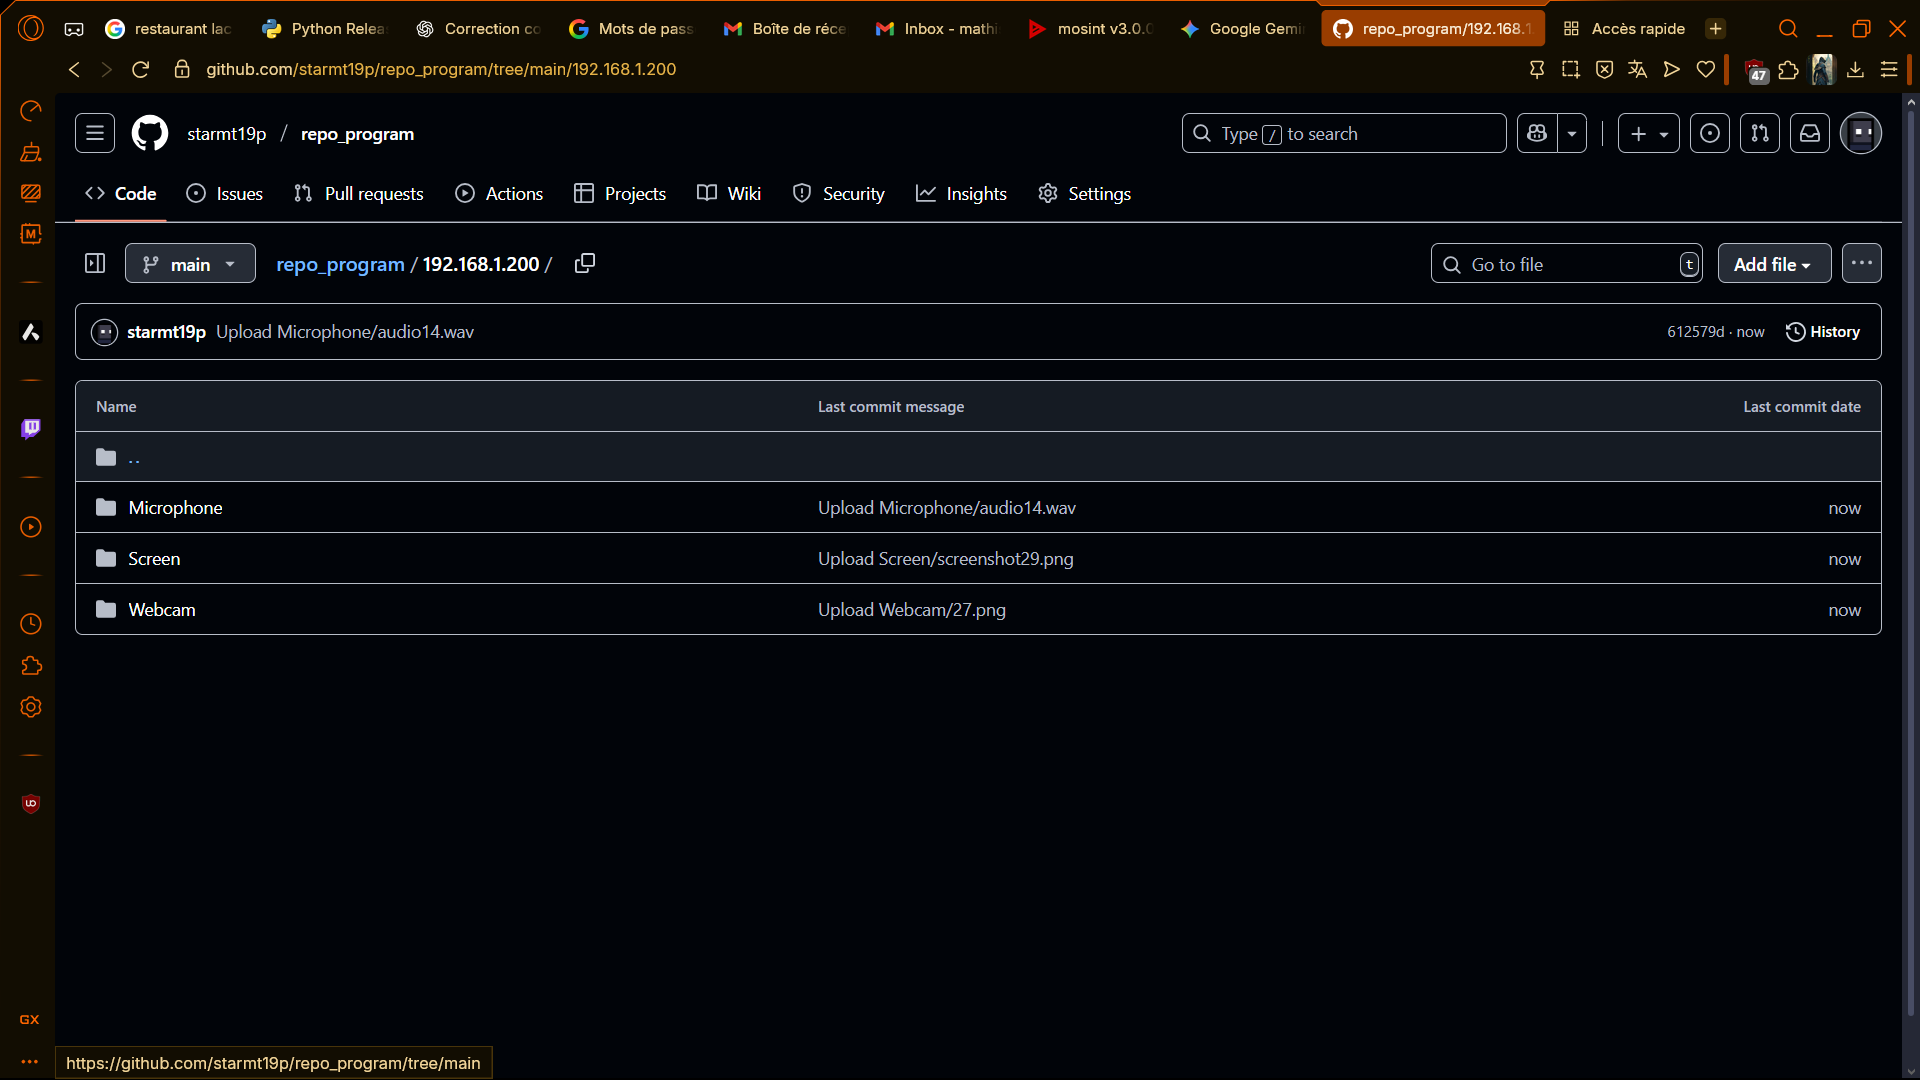 restaurant lac
Python Relea
Correction co
Mots de pass
Boîte de réce
Inbox - mathi
mosint v3.0.0
Google Gemi
repo_program/192.168.1.
Accès rapide
github.com/starmt19p/repo_program/tree/main/192.168.1.200
47
starmt19p / repo_program
Type / to search
Code
Issues
Pull requests
Actions
Projects
Wiki
Security
Insights
Settings
main
repo_program / 192.168.1.200 /
Go to file
t
Add file
starmt19p Upload Microphone/audio14.wav
612579d · now
History
Name Last commit message Last commit date
..
Microphone Upload Microphone/audio14.wav now
Screen Upload Screen/screenshot29.png now
Webcam Upload Webcam/27.png now
GX
https://github.com/starmt19p/repo_program/tree/main